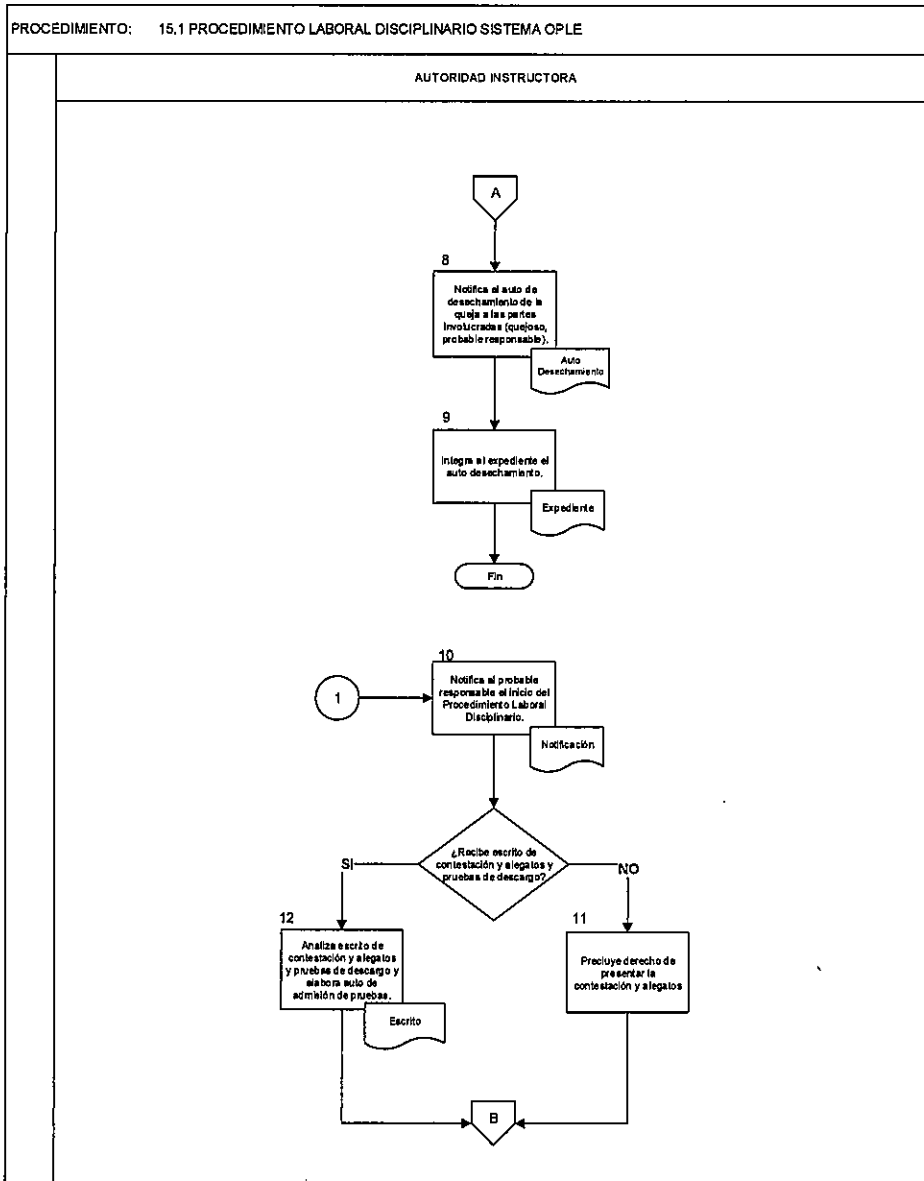 PROCEDIMIENTO: 15.1 PROCEDIMIENTO LABORAL DISCIPLINARIO SISTEMA OPLE
AUTORIDAD INSTRUCTORA
A
8
Notifica el auto de
desechamiento de la
queja a las partes
involucradas (quejoso,
probable responsable).
Auto
Desechamiento
9
Integra al expediente el
auto desechamiento.
Expediente
Fin
10
1
Notifica al probable
responsable el inicio del
Procedimiento Laboral
Disciplinario.
Notificación
¿Recibe escrito de
contestación y alegatos y
pruebas de descargo?
SI
NO
12
Analiza escrito de
contestación y alegatos
y pruebas de descargo y
elabora auto de
admisión de pruebas.
Escrito
11
Precluye derecho de
presentar la
contestación y alegatos
B